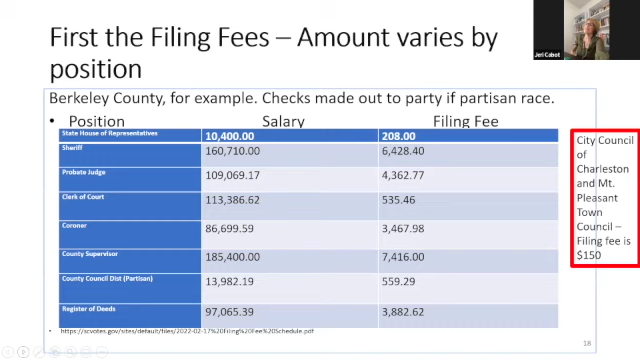 First the Filing Fees – Amount varies by
position
Jeri Cabot
Berkeley County, for example. Checks made out to party if partisan race.
• Position Salary Filing Fee
State House of Representatives 10,400.00 208.00
Sheriff 160,710.00 6,428.40
Probate Judge 109,069.17 4,362.77
Clerk of Court 113,386.62 535.46
Coroner 86,699.59 3,467.98
County Supervisor 185,400.00 7,416.00
County Council Dist (Partisan) 13,982.19 559.29
Register of Deeds 97,065.39 3,882.62
City Council
of
Charleston
and Mt.
Pleasant
Town
Council –
Filing fee is
$150
• https://scvotes.gov/sites/default/files/2022-02-17%20Filing%20Fee%20Schedule.pdf
18